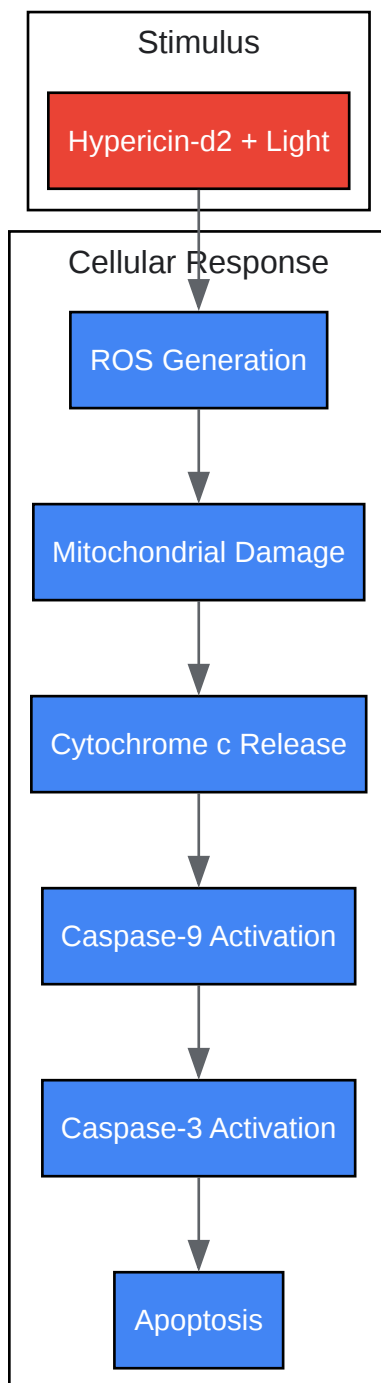 Stimulus
Hypericin-d2 + Light
Cellular Response
ROS Generation
Mitochondrial Damage
Cytochrome c Release
Caspase-9 Activation
Caspase-3 Activation
Apoptosis